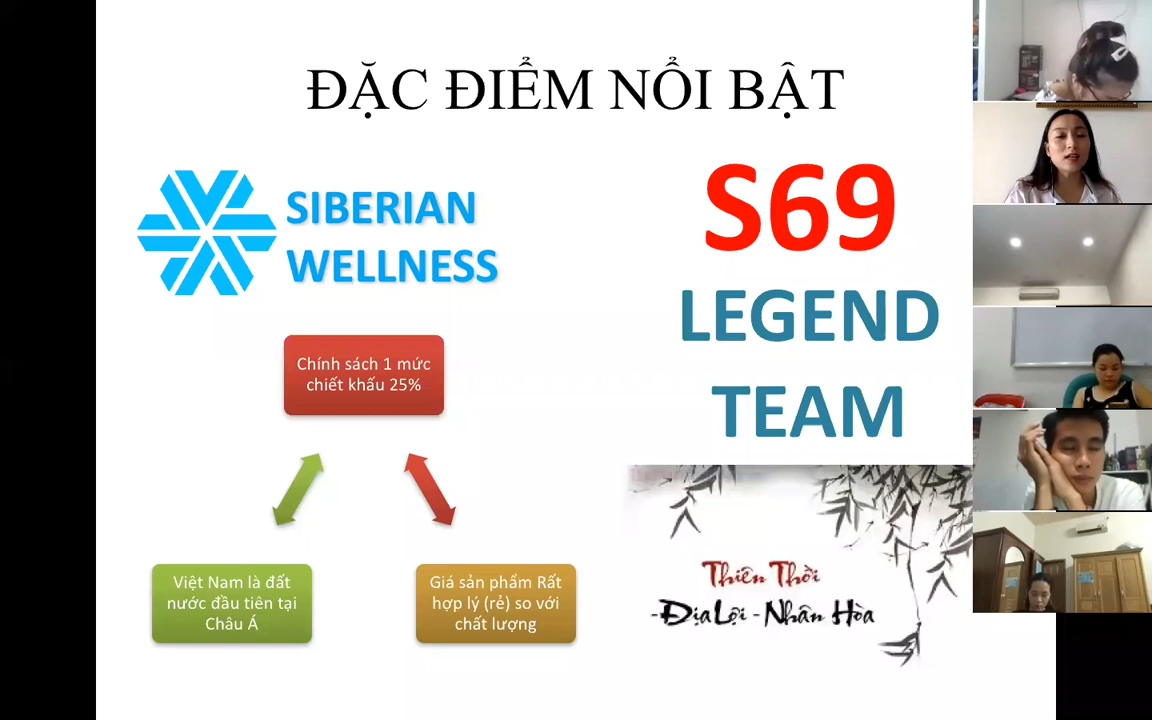 ĐẶC ĐIỂM NỔI BẬT
SIBERIAN
WELLNESS
S69
LEGEND
TEAM
Chính sách 1 mức
chiết khấu 25%
Việt Nam là đất
nước đầu tiên tại
Châu Á
Giá sản phẩm Rất
hợp lý (rẻ) so với
chất lượng
Thiên Thời
-Địa Lợi - Nhân Hòa